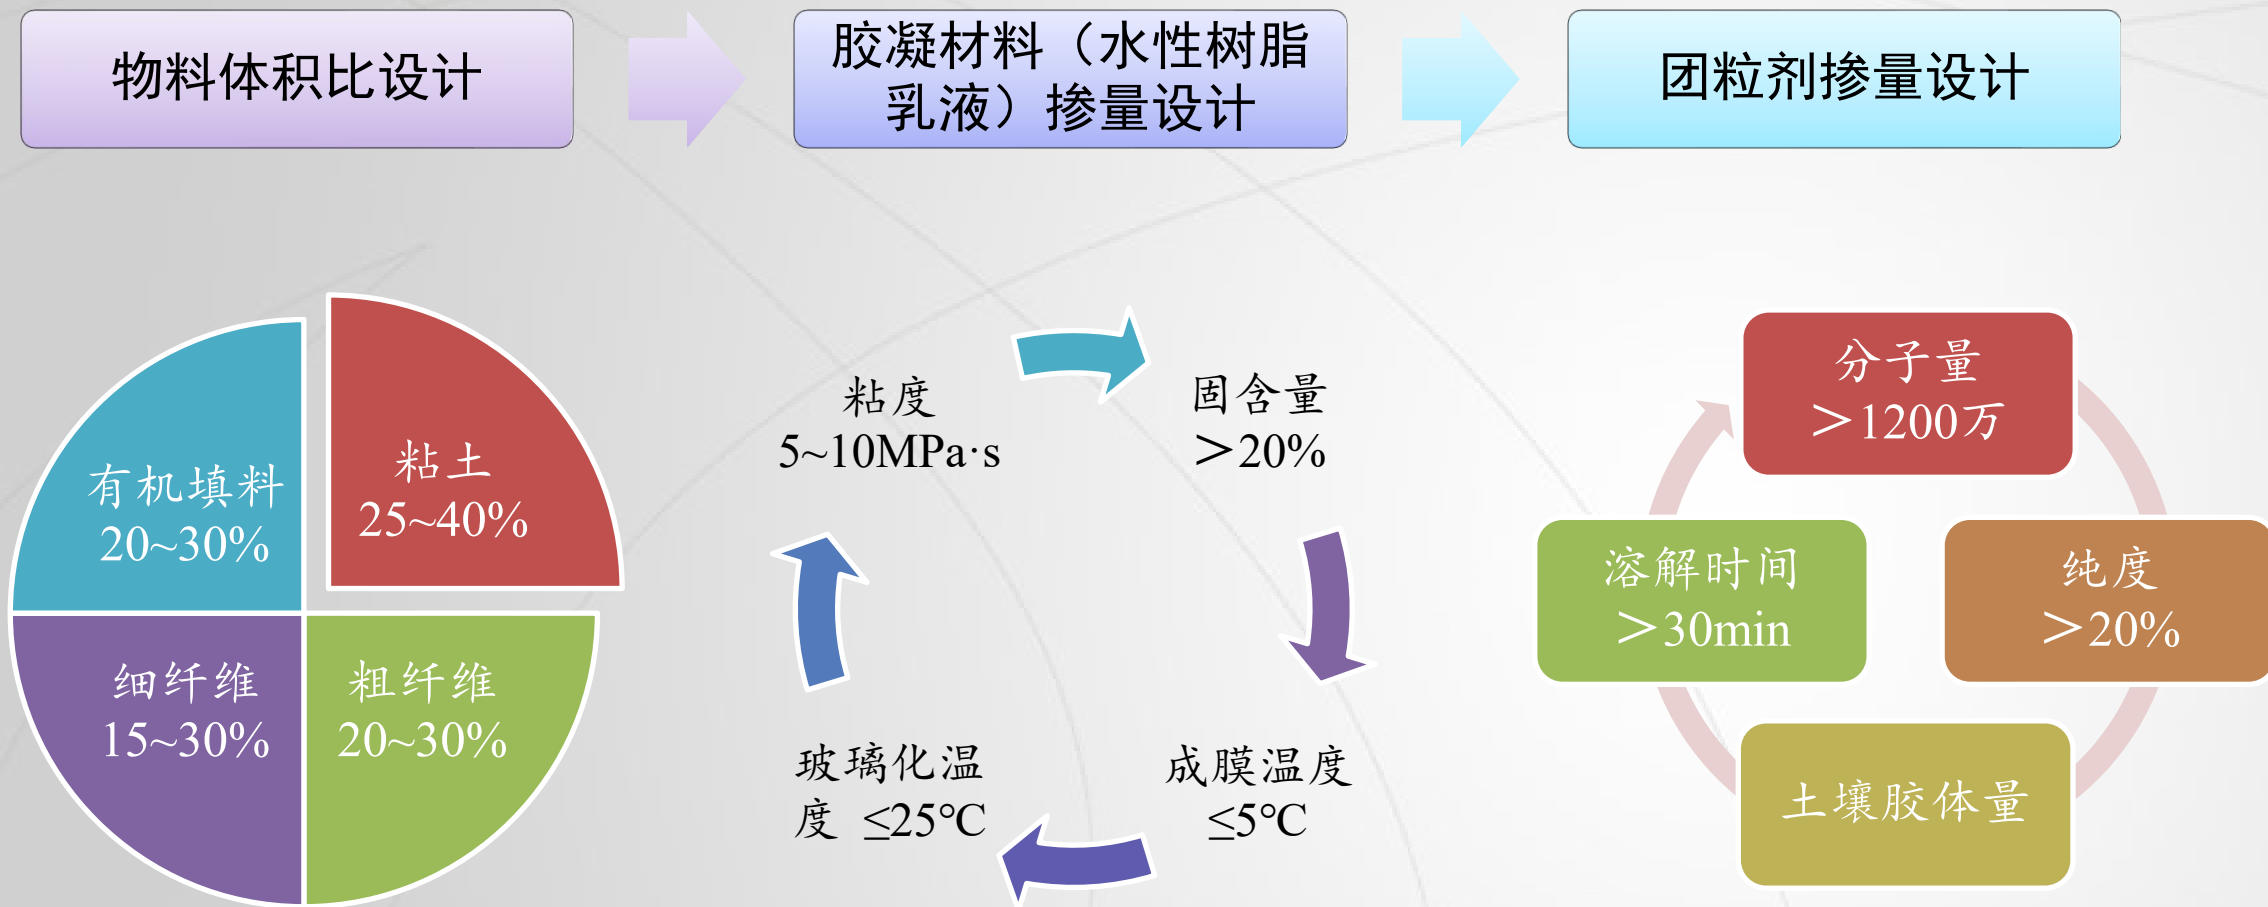 物料体积比设计
胶凝材料（水性树脂
乳液）掺量设计
团粒剂掺量设计
有机填料
20~30%
粘土
25~40%
细纤维
15~30%
粗纤维
20~30%
粘度
5~10MPa·s
固含量
＞20%
玻璃化温
度 ≤25℃
成膜温度
≤5℃
分子量
＞1200万
溶解时间
＞30min
纯度
＞20%
土壤胶体量